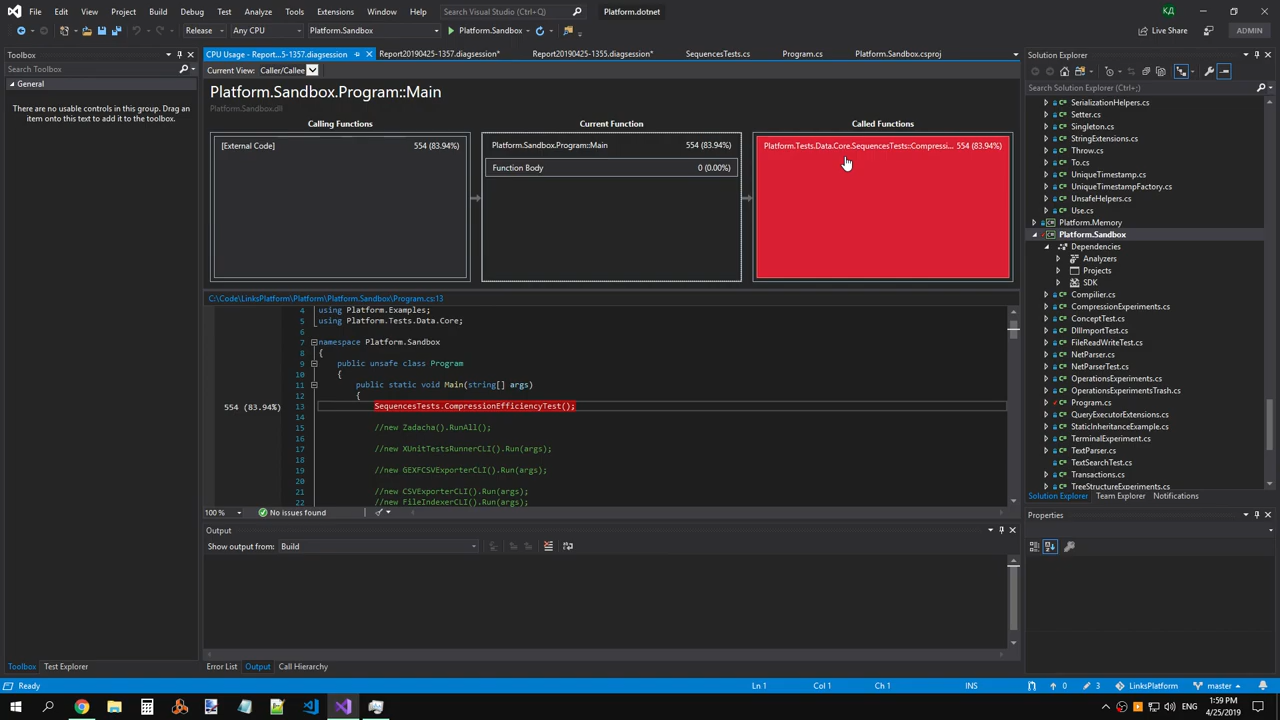 File Edit View Project Build Debug Test Analyze Tools Extensions Window Help Search Visual Studio (Ctrl+Q) Platform.dotnet КД
Release Any CPU Platform.Sandbox Platform.Sandbox Live Share ADMIN
Toolbox
Search Toolbox
General
There are no usable controls in this group. Drag an item onto this text to add it to the toolbox.
CPU Usage - Report...5-1357.diagsession Report20190425-1357.diagsession* Report20190425-1355.diagsession* SequencesTests.cs Program.cs Platform.Sandbox.csproj
Current View: Caller/Callee
Platform.Sandbox.Program::Main
Platform.Sandbox.dll
Calling Functions Current Function Called Functions
[External Code] 554 (83.94%)
Platform.Sandbox.Program::Main 554 (83.94%)
Function Body 0 (0.00%)
Platform.Tests.Data.Core.SequencesTests::Compressi... 554 (83.94%)
C:\Code\LinksPlatform\Platform\Platform.Sandbox\Program.cs:13
4 using Platform.Examples;
5 using Platform.Tests.Data.Core;
6
7 namespace Platform.Sandbox
8 {
9 public unsafe class Program
10 {
11 public static void Main(string[] args)
12 {
554 (83.94%) 13 SequencesTests.CompressionEfficiencyTest();
14
15 //new Zadacha().RunAll();
16
17 //new XUnitTestsRunnerCLI().Run(args);
18
19 //new GEXFCSVExporterCLI().Run(args);
20
21 //new CSVExporterCLI().Run(args);
22 //new FileIndexerCLI().Run(args);
100 % No issues found
Output
Show output from: Build
Error List Output Call Hierarchy
Toolbox Test Explorer
Solution Explorer
Search Solution Explorer (Ctrl+;)
SerializationHelpers.cs
Setter.cs
Singleton.cs
StringExtensions.cs
Throw.cs
To.cs
UniqueTimestamp.cs
UniqueTimestampFactory.cs
UnsafeHelpers.cs
Use.cs
Platform.Memory
Platform.Sandbox
Dependencies
Analyzers
Projects
SDK
Compilier.cs
CompressionExperiments.cs
ConceptTest.cs
DllImportTest.cs
FileReadWriteTest.cs
NetParser.cs
NetParserTest.cs
OperationsExperiments.cs
OperationsExperimentsTrash.cs
Program.cs
QueryExecutorExtensions.cs
StaticInheritanceExample.cs
TerminalExperiment.cs
TextParser.cs
TextSearchTest.cs
Transactions.cs
TreeStructureExperiments.cs
Solution Explorer Team Explorer Notifications
Properties
Ready Ln 1 Col 1 Ch 1 INS 0 3 LinksPlatform master
ENG 1:59 PM
4/25/2019